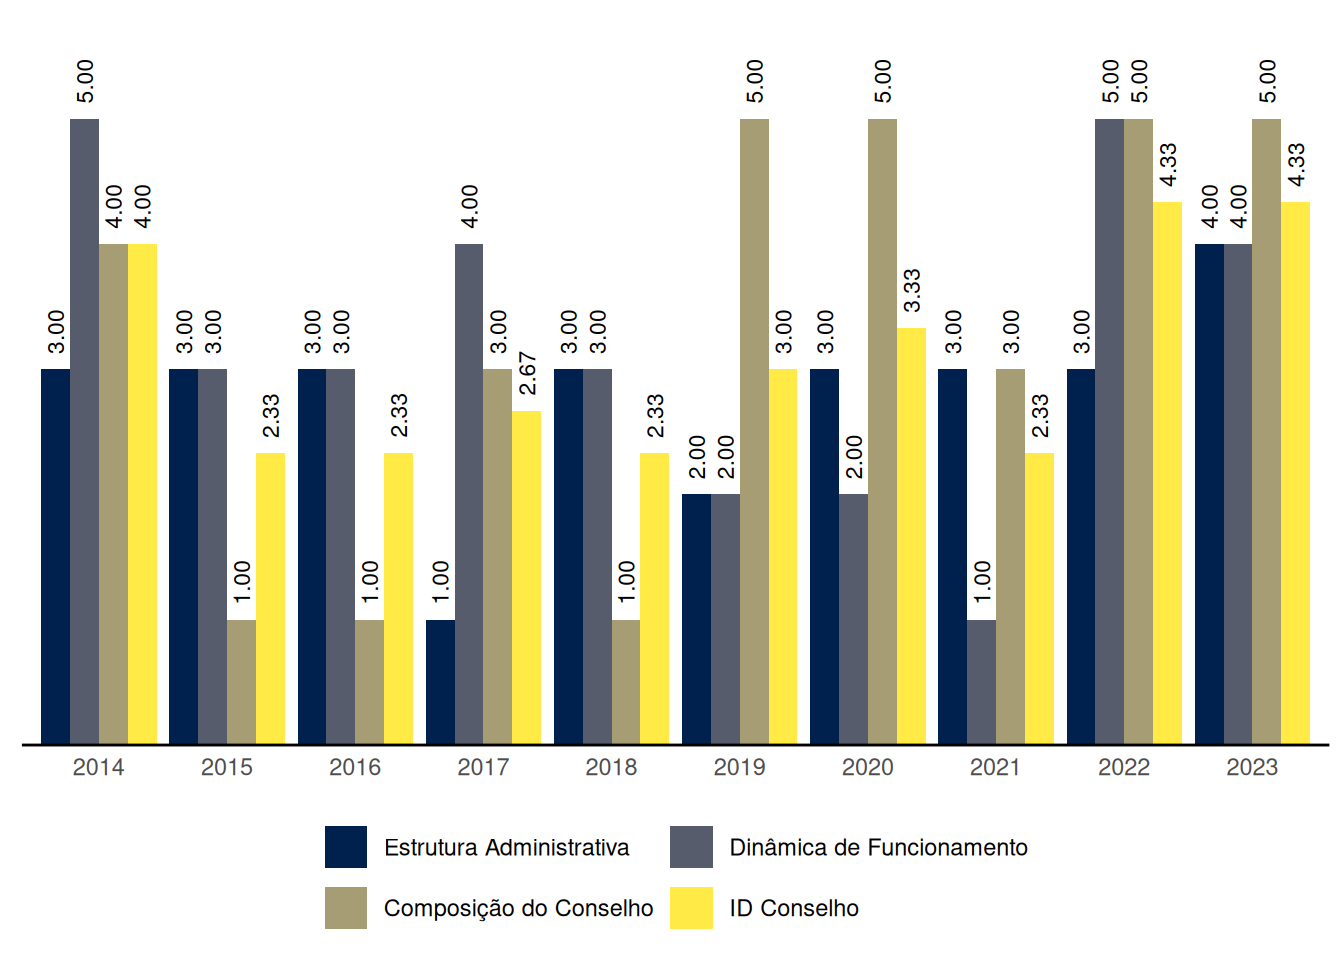 3.00 5.00 4.00 4.00 3.00 3.00 1.00 2.33 3.00 3.00 1.00 2.33 1.00 4.00 3.00 2.67 3.00 3.00 1.00 2.33 2.00 2.00 5.00 3.00 3.00 2.00 5.00 3.33 3.00 1.00 3.00 2.33 3.00 5.00 5.00 4.33 4.00 4.00 5.00 4.33
2014 2015 2016 2017 2018 2019 2020 2021 2022 2023
Estrutura Administrativa Dinâmica de Funcionamento
Composição do Conselho ID Conselho